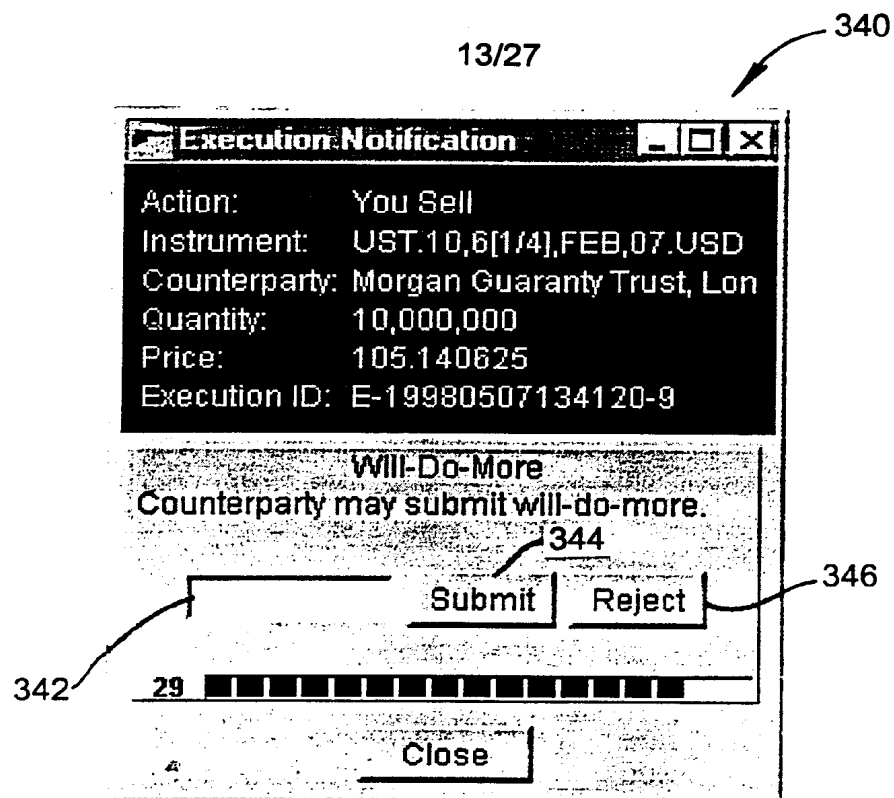 340
13/27
Execution Notification
Action: You Sell
Instrument: UST.10,6[1/4],FEB,07.USD
Counterparty: Morgan Guaranty Trust, Lon
Quantity: 10,000,000
Price: 105.140625
Execution ID: E-19980507134120-9
Will-Do-More
Counterparty may submit will-do-more.
344
Submit Reject 346
342 29
Close